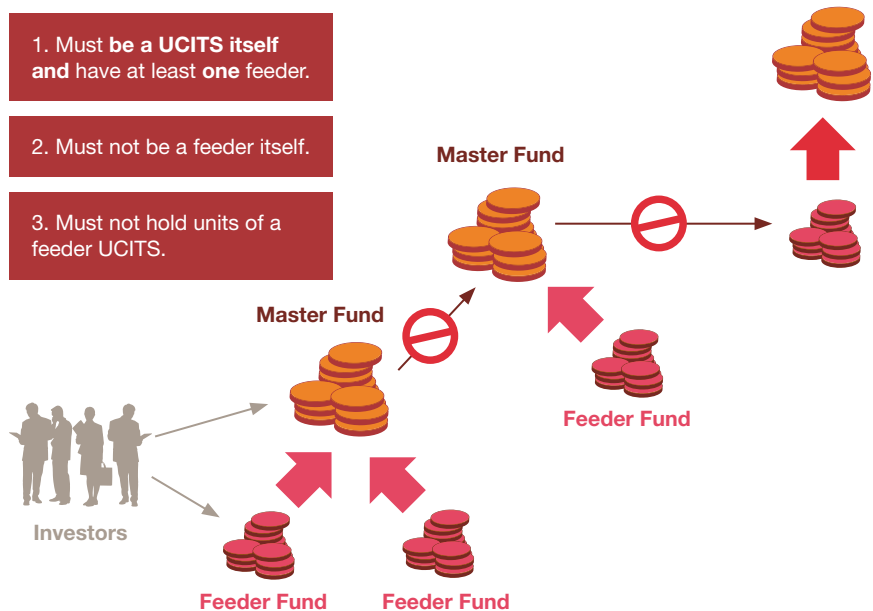 1. Must be a UCITS itself
and have at least one feeder.
2. Must not be a feeder itself.
3. Must not hold units of a
feeder UCITS.
Master Fund
Master Fund
Feeder Fund
Investors
Feeder Fund
Feeder Fund